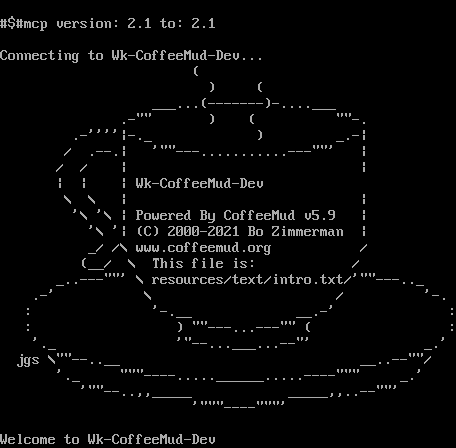 #$#mcp version: 2.1 to: 2.1
Connecting to Wk-CoffeeMud-Dev...
Wk-CoffeeMud-Dev
Powered By CoffeeMud v5.9
(C) 2000-2021 Bo Zimmerman
www.coffeemud.org
This file is:
resources/text/intro.txt/
jgs
Welcome to Wk-CoffeeMud-Dev